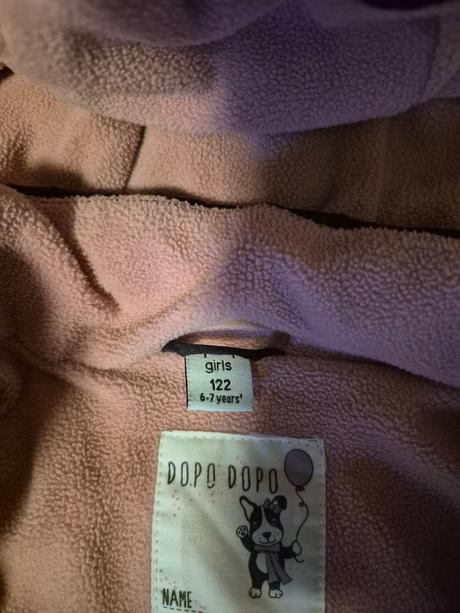 girls
122
6-7 years'
DOPO DOPO
NAME